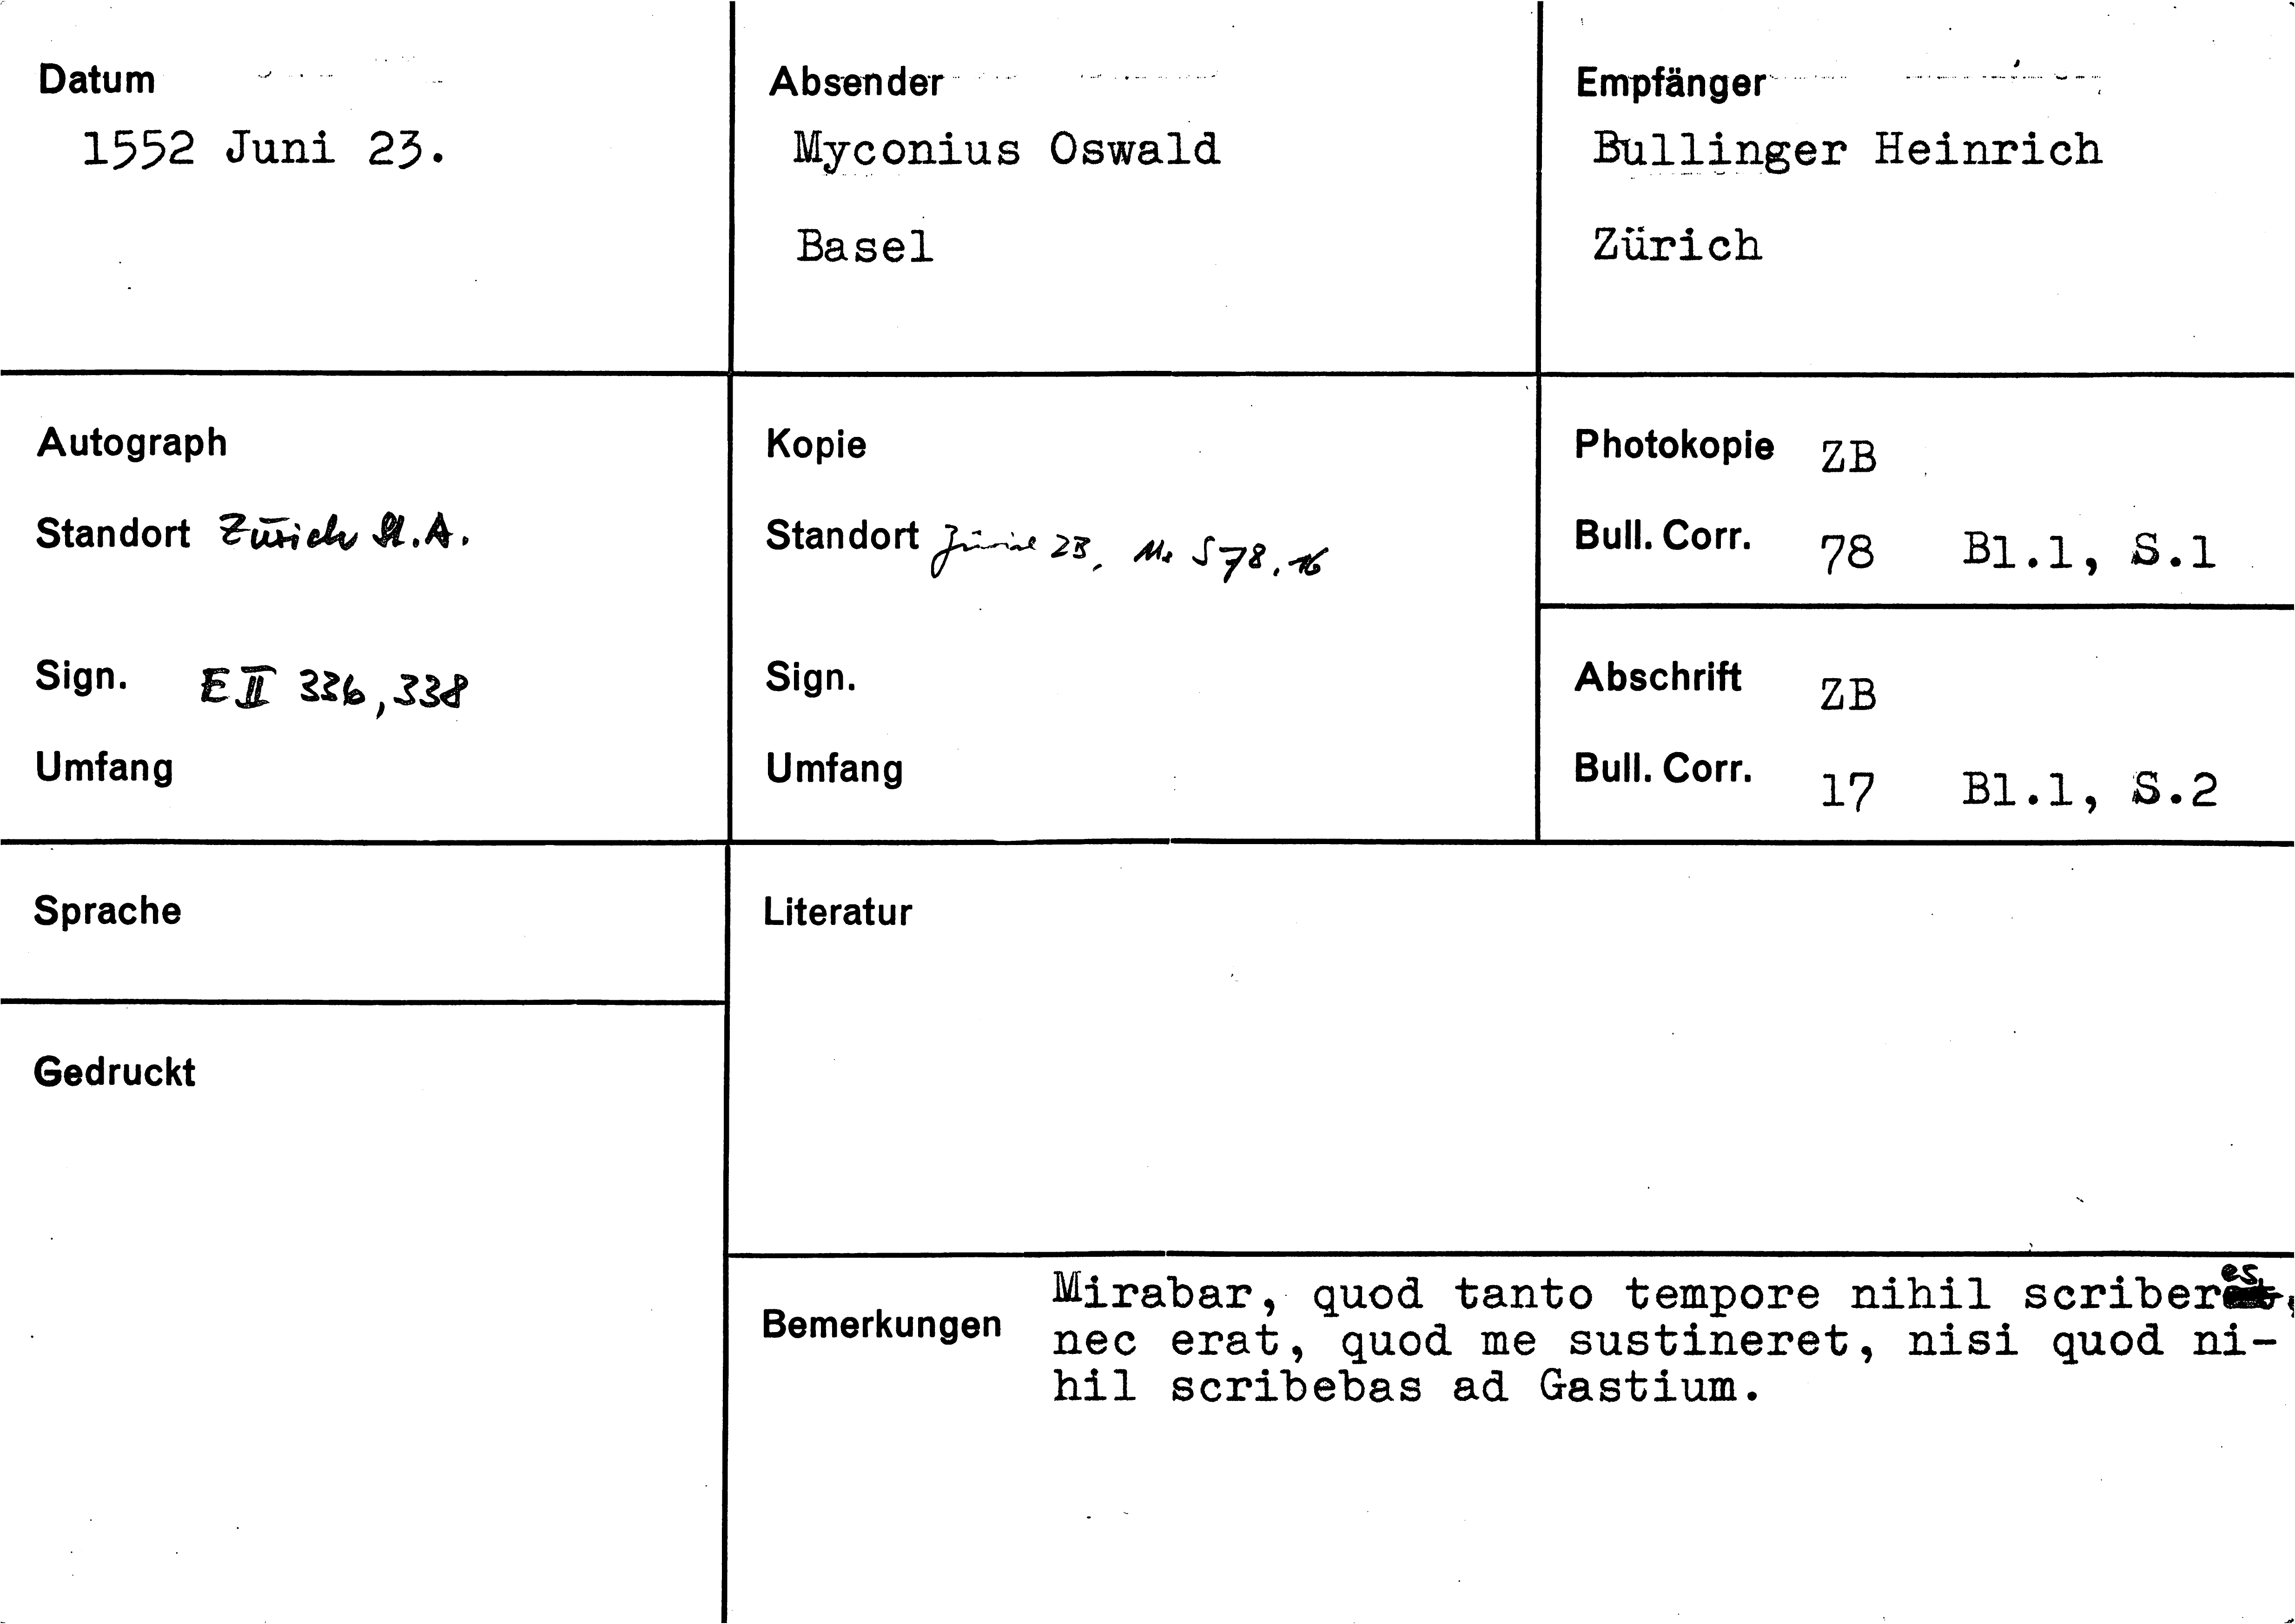 Datum
1552 Juni 23.
Absender
Myconius Oswald
Basel
Empfänger
Bullinger Heinrich
Zürich
Autograph
Standort Zürich St.A.
Sign. E II 336, 338
Umfang
Kopie
Standort Zürich ZB, Ms S 78, 16
Sign.
Umfang
Photokopie ZB
Bull. Corr. 78 Bl.1, S.1
Abschrift ZB
Bull. Corr. 17 Bl.1, S.2
Sprache
Gedruckt
Literatur
Bemerkungen
Mirabar, quod tanto tempore nihil scriberes,
nec erat, quod me sustineret, nisi quod ni-
hil scribebas ad Gastium.